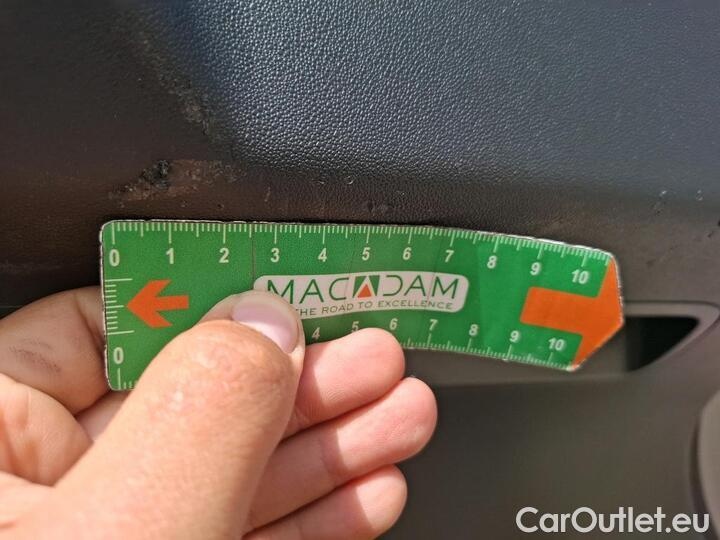 0 1 2 3 4 5 6 7 8 9 10
MACADAM
THE ROAD TO EXCELLENCE
0 4 5 6 7 8 9 10
CarOutlet.eu